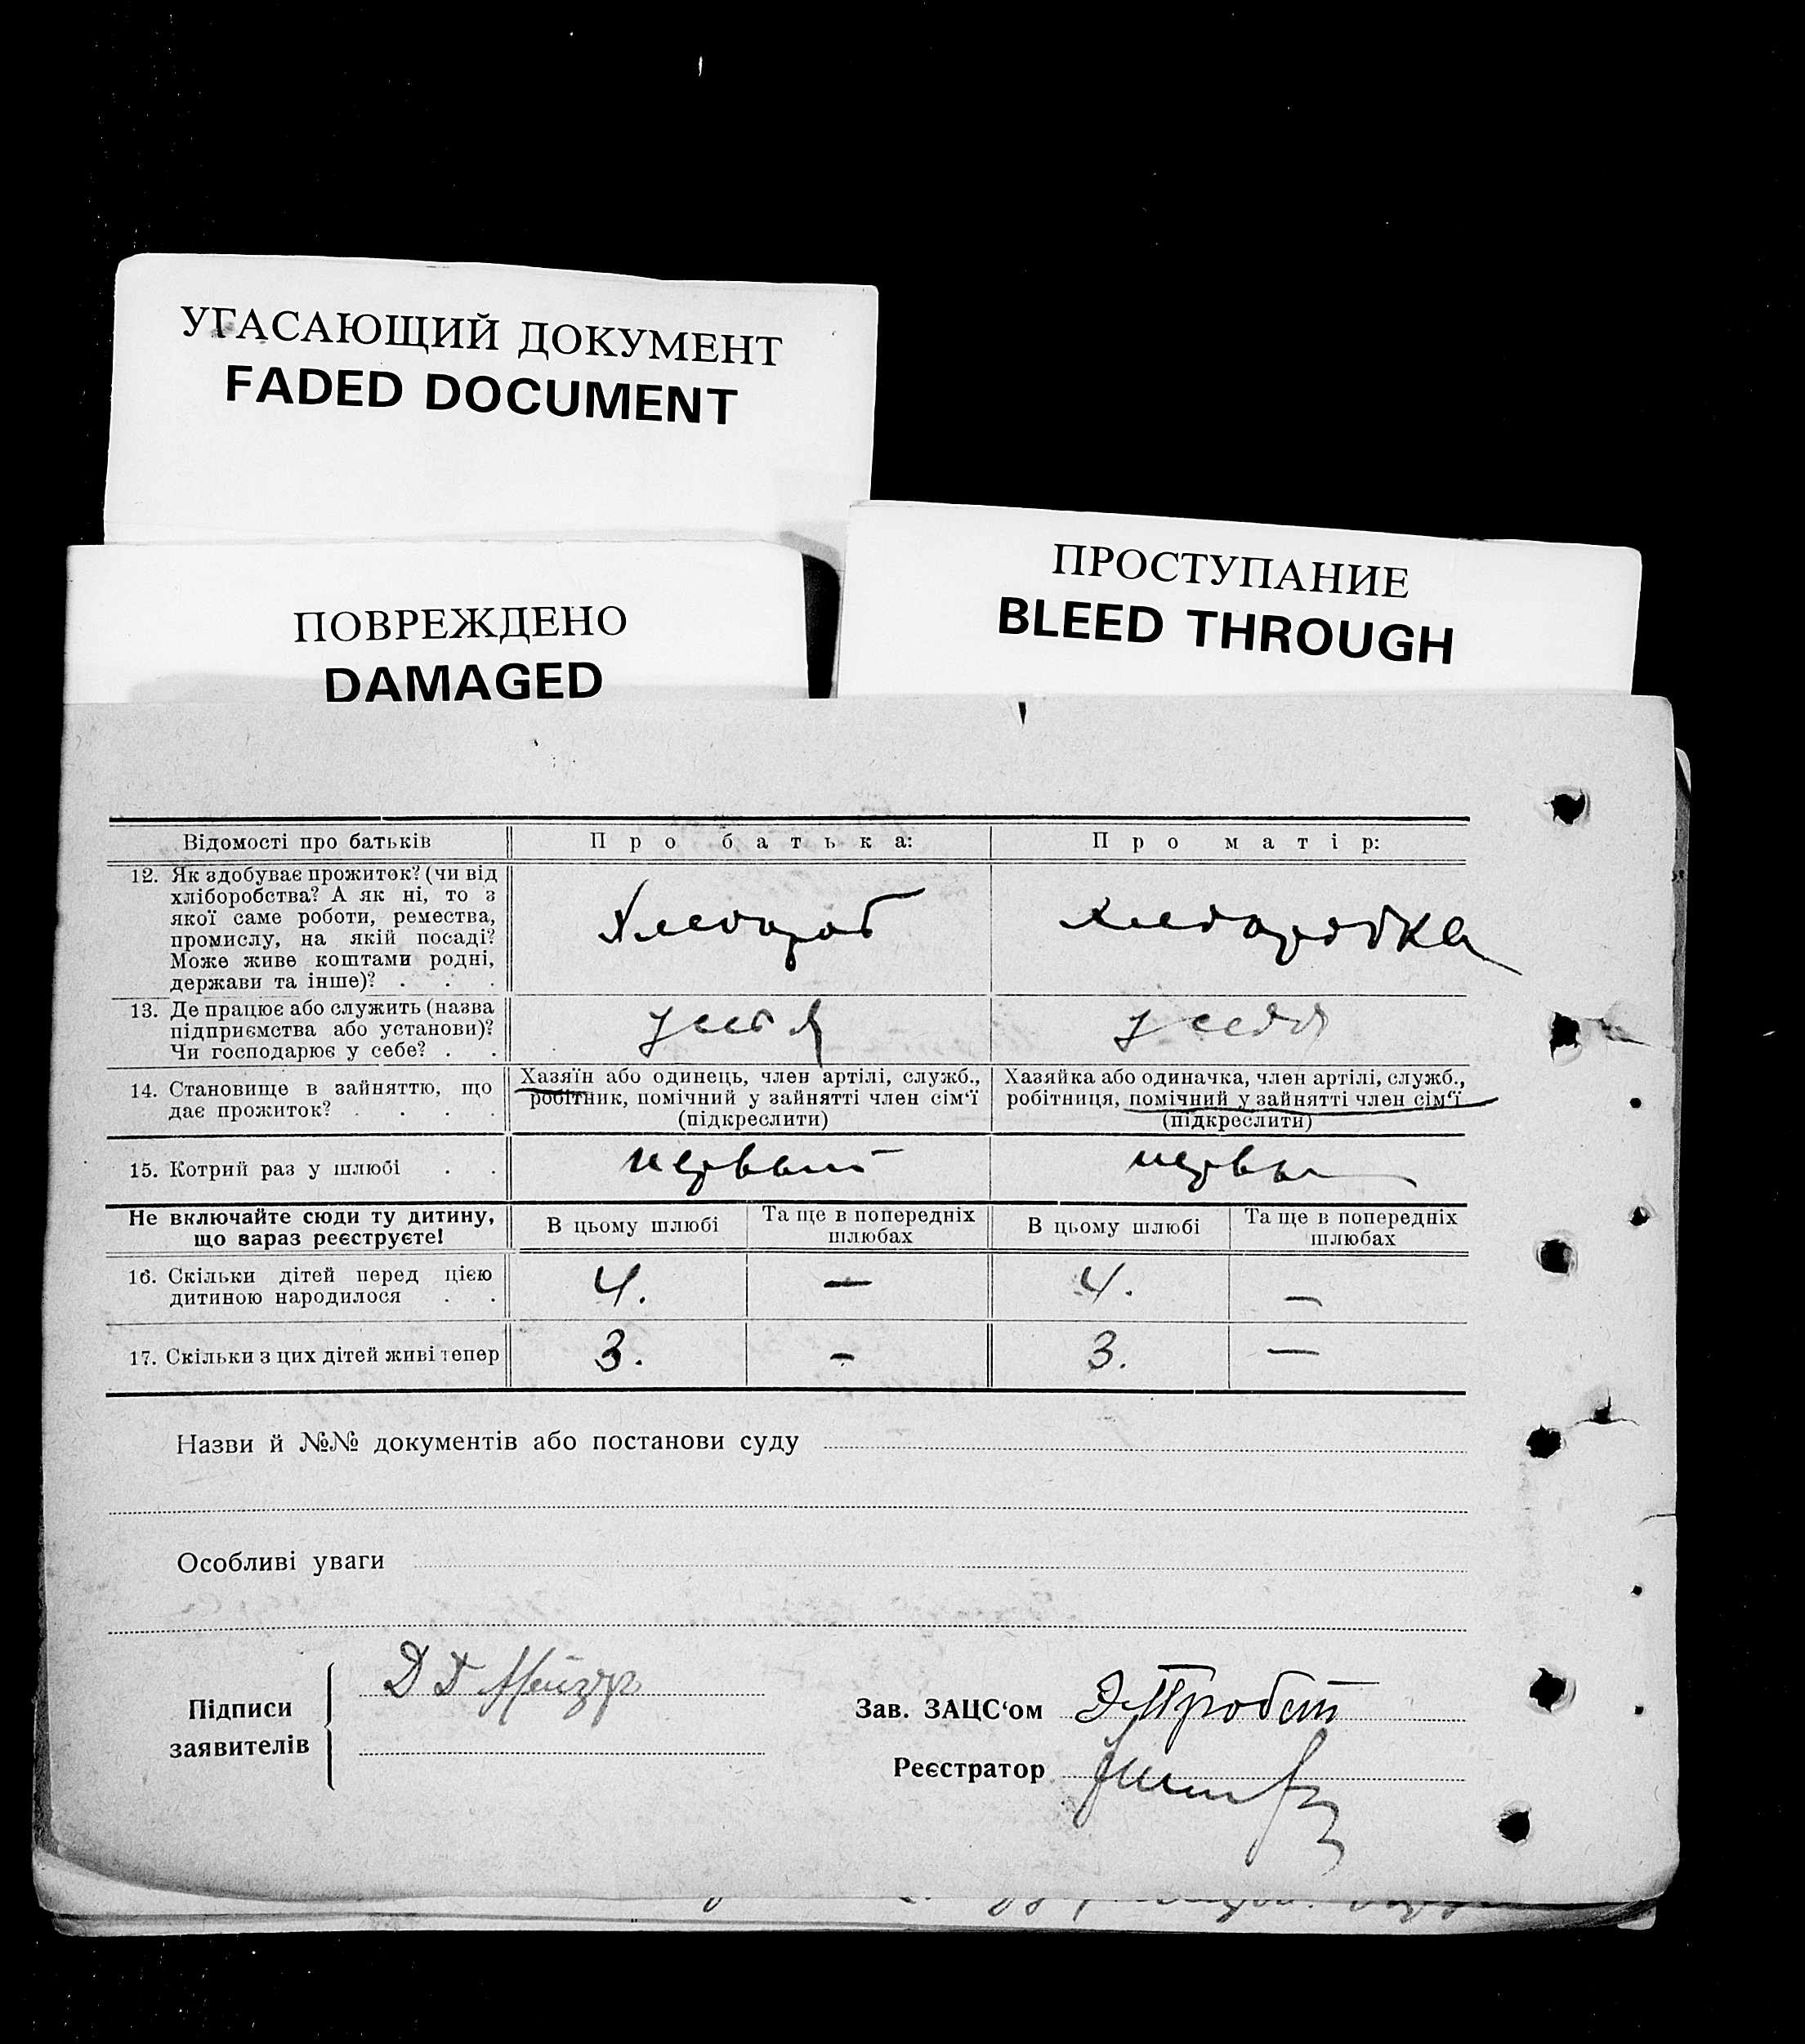 УГАСАЮЩИЙ ДОКУМЕНТ
FADED DOCUMENT
ПОВРЕЖДЕНО
DAMAGED
ПРОСТУПАНИЕ
BLEED THROUGH
Відомості про батьків Про батька: Про матір:
12. Як здобуває прожиток? (чи від
хліборобства? А як ні, то з
якої саме роботи, ремества,
промислу, на якій посаді?
Може живе коштами родні,
держави та інше)? . . .
Хлебороб хлеборобка
13. Де працює або служить (назва
підприємства або установи)?
Чи господарює у себе? . .
у себя у себя
14. Становище в зайняттю, що
дає прожиток? . . . .
Хазяїн або одинець, член артілі, служб.,
робітник, помічний у зайнятті член сім'ї
(підкреслити)
Хазяйка або одиначка, член артілі, служб.,
робітниця, помічний у зайнятті член сім'ї
(підкреслити)
15. Котрий раз у шлюбі . . первый первы
Не включайте сюди ту дитину,
що зараз реєструєте!
В цьому шлюбі
Та ще в попередніх
шлюбах
В цьому шлюбі
Та ще в попередніх
шлюбах
16. Скільки дітей перед цією
дитиною народилося . .
4. — 4. —
17. Скільки з цих дітей живі тепер 3. - 3. —
Назви й №№ документів або постанови суду
Особливі уваги
Підписи
заявителів
Д Д
Зав. ЗАЦС'ом
Реєстратор